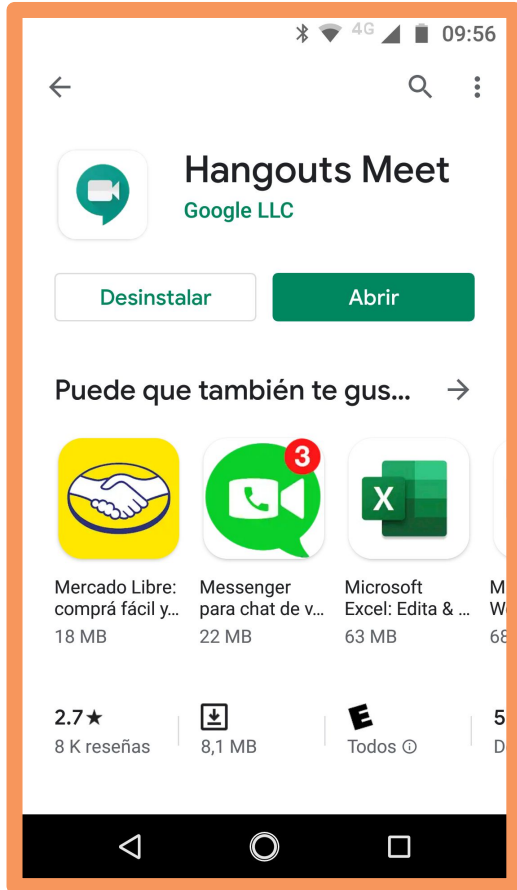 4G 09:56
Hangouts Meet
Google LLC
Desinstalar
Abrir
Puede que también te gus...
3
X
Mercado Libre:
comprá fácil y...
18 MB
Messenger
para chat de v...
22 MB
Microsoft
Excel: Edita & ...
63 MB
M
W
68
2.7★
8 K reseñas
8,1 MB
E
Todos
5
D